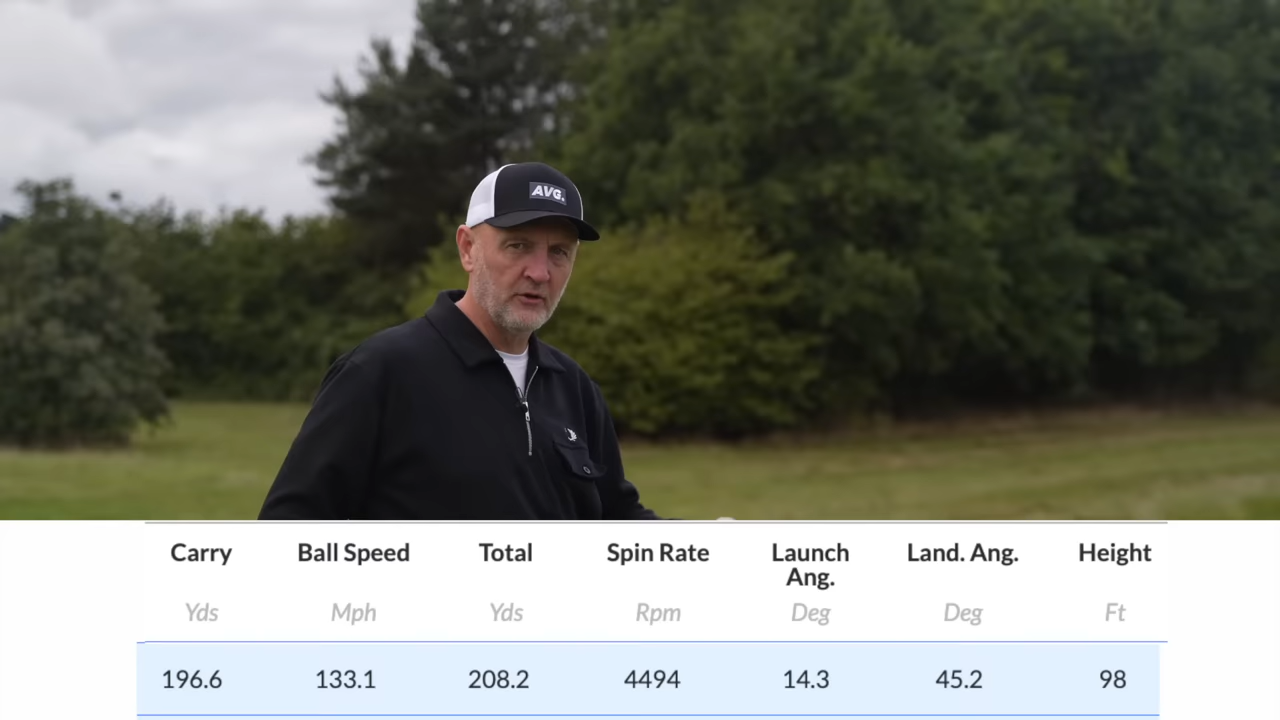 AVG.
Carry Ball Speed Total Spin Rate Launch Ang. Land. Ang. Height
Yds Mph Yds Rpm Deg Deg Ft
196.6 133.1 208.2 4494 14.3 45.2 98